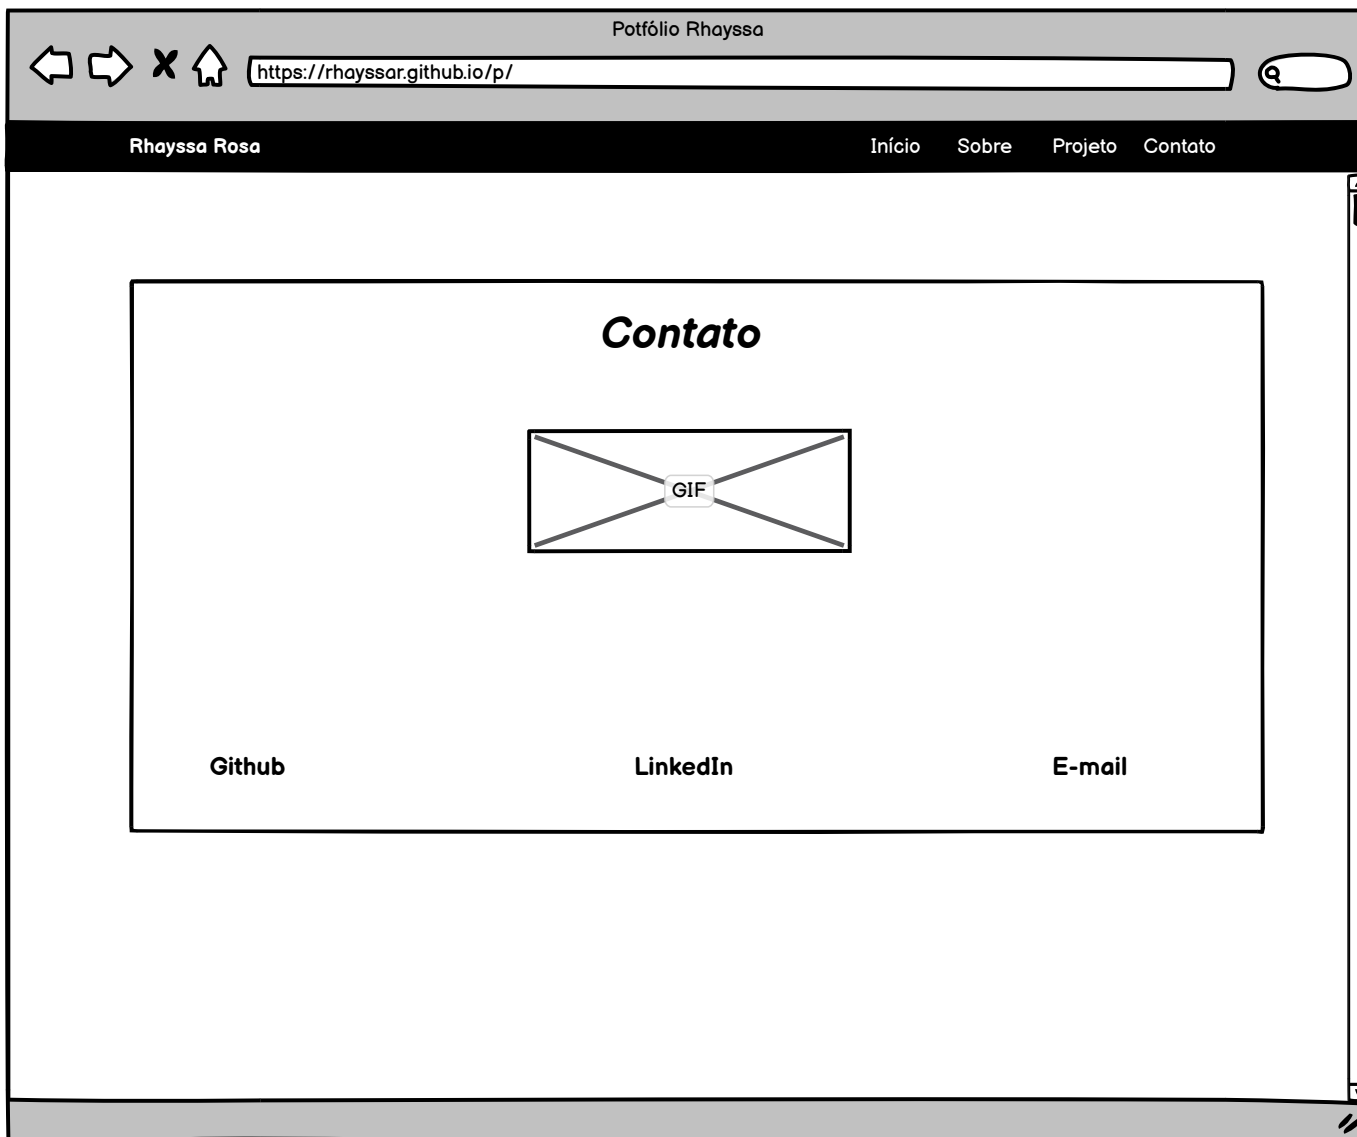 Potfólio Rhayssa
https://rhayssar.github.io/p/
Rhayssa Rosa Início Sobre Projeto Contato
Contato
GIF
Github LinkedIn E-mail